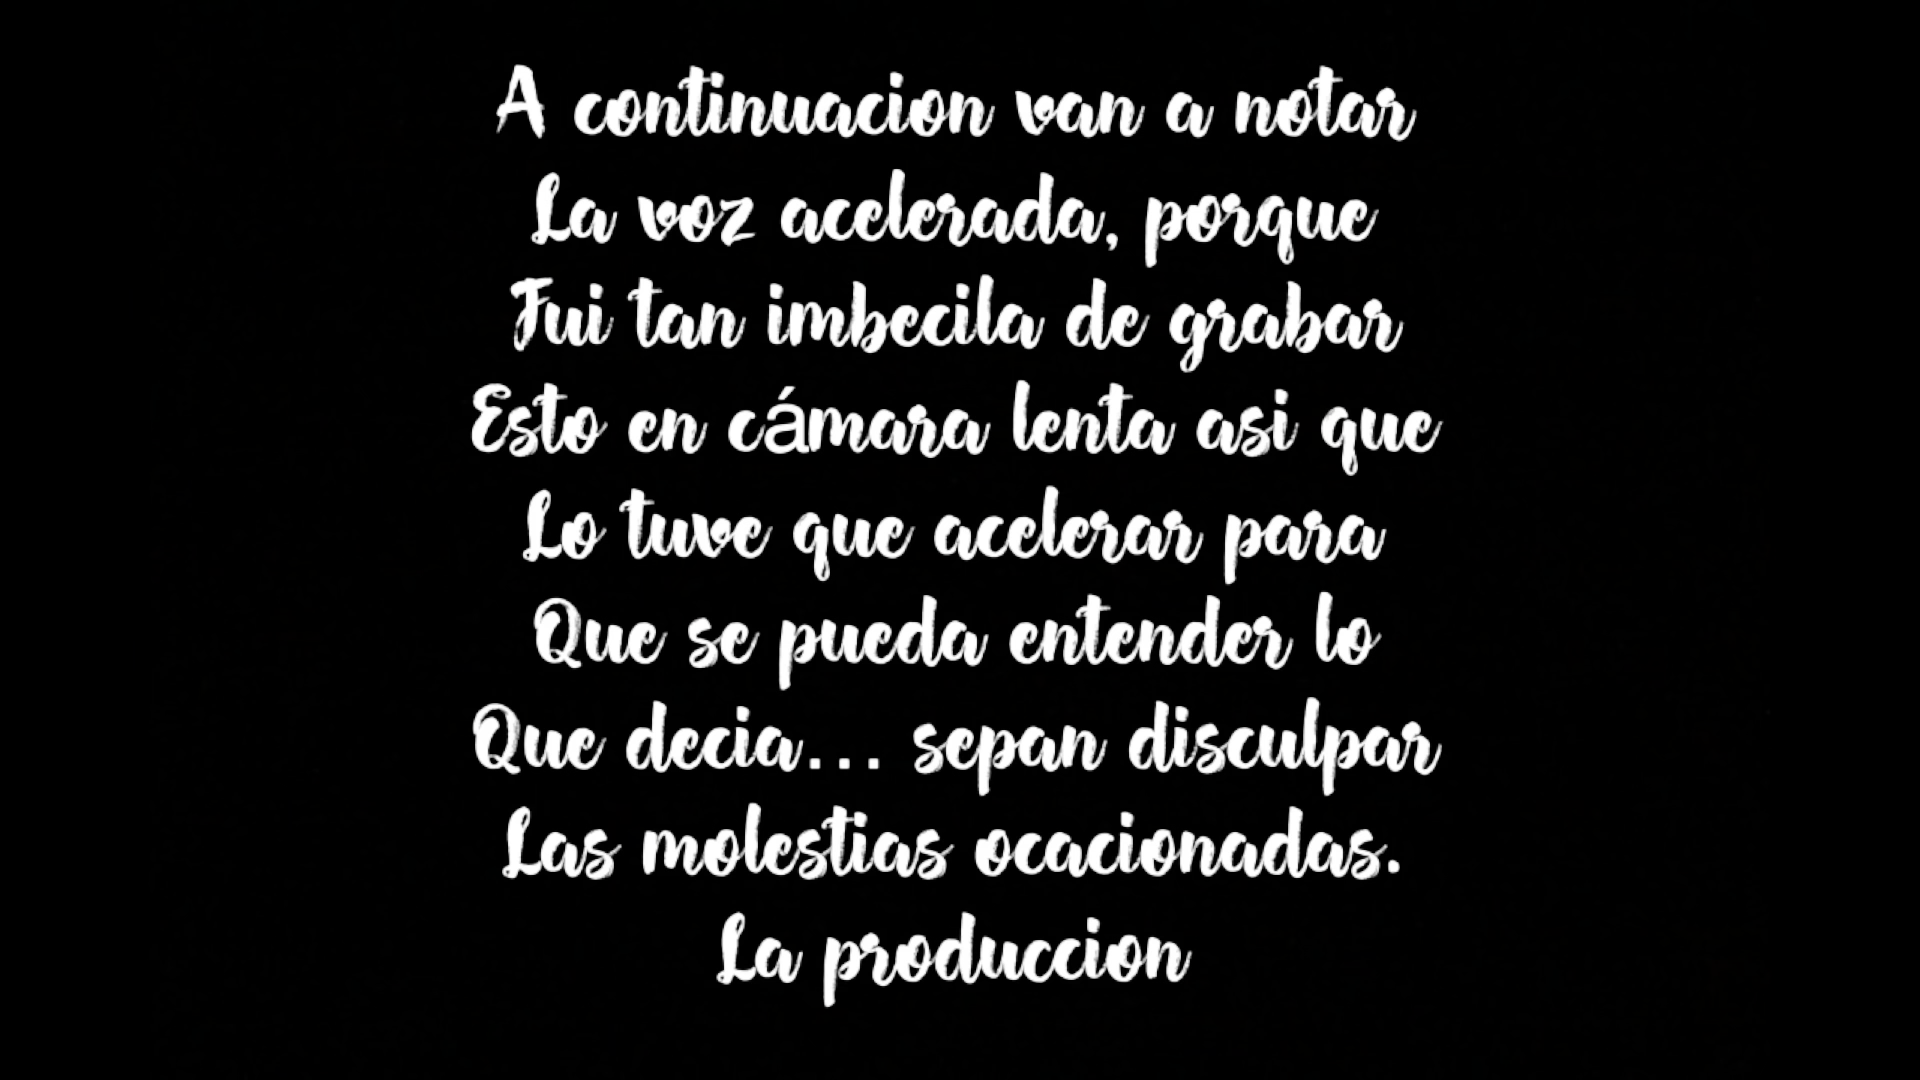 A continuacion van a notar
La voz acelerada, porque
Fui tan imbecila de grabar
Esto en cámara lenta asi que
Lo tuve que acelerar para
Que se pueda entender lo
Que decia... sepan disculpar
Las molestias ocacionadas.
La produccion